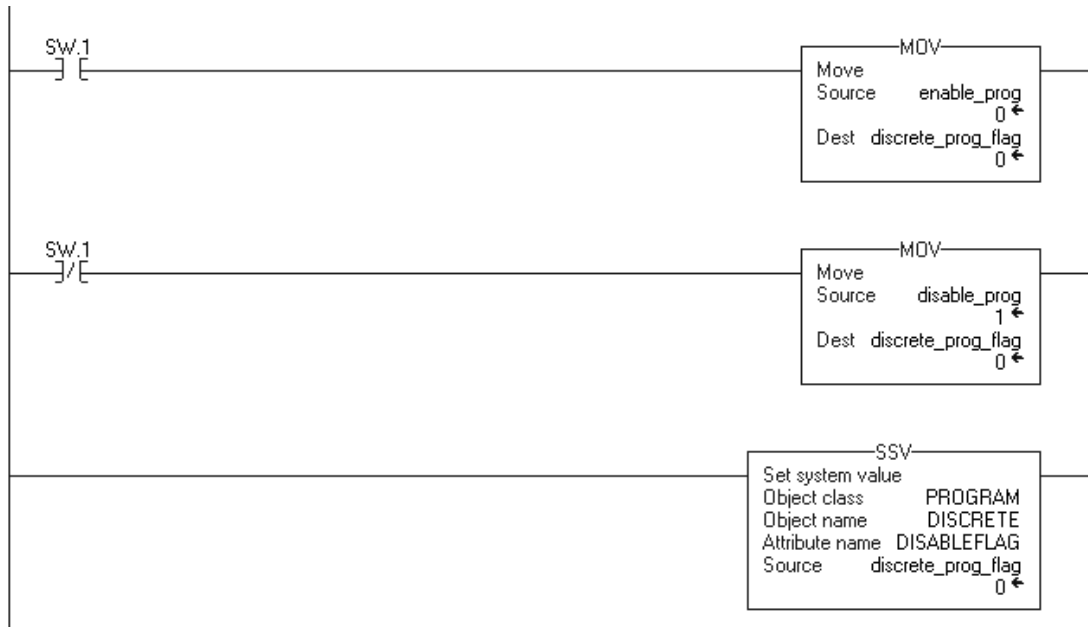 SW.1
MOV
Move
Source enable_prog
0
Dest discrete_prog_flag
0
SW.1
MOV
Move
Source disable_prog
1
Dest discrete_prog_flag
0
SSV
Set system value
Object class PROGRAM
Object name DISCRETE
Attribute name DISABLEFLAG
Source discrete_prog_flag
0